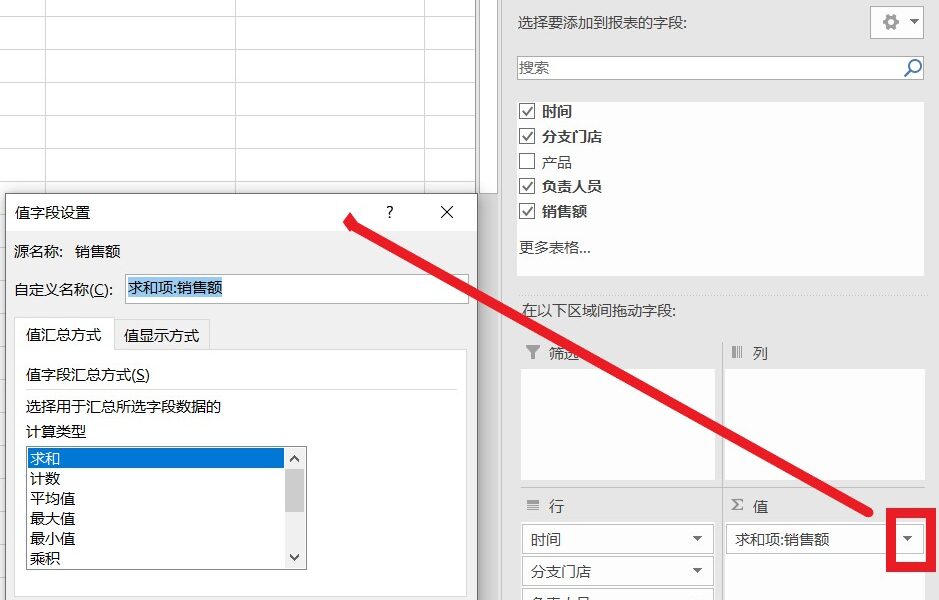 选择要添加到报表的字段:
搜索
时间
分支门店
产品
负责人员
销售额
更多表格...
在以下区域间拖动字段:
筛选
列
行
Σ 值
时间
求和项:销售额
分支门店
负责人员
值字段设置
?
源名称: 销售额
自定义名称(C): 求和项:销售额
值汇总方式 值显示方式
值字段汇总方式(S)
选择用于汇总所选字段数据的
计算类型
求和
计数
平均值
最大值
最小值
乘积